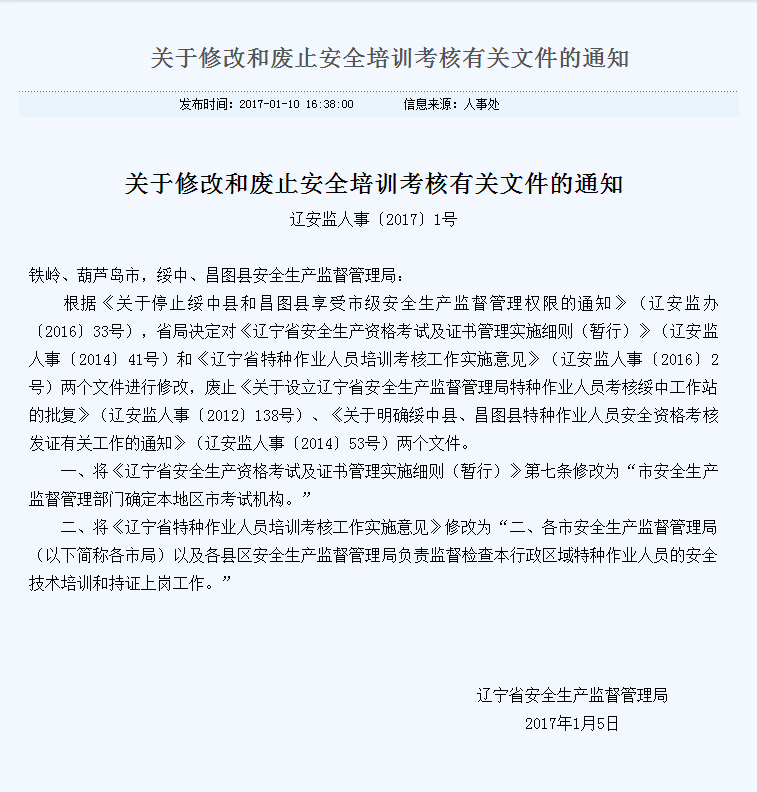 关于修改和废止安全培训考核有关文件的通知
发布时间：2017-01-10 16:38:00 信息来源：人事处
关于修改和废止安全培训考核有关文件的通知
辽安监人事〔2017〕1号
铁岭、葫芦岛市，绥中、昌图县安全生产监督管理局：
根据《关于停止绥中县和昌图县享受市级安全生产监督管理权限的通知》（辽安监办
〔2016〕33号），省局决定对《辽宁省安全生产资格考试及证书管理实施细则（暂行）》（辽安监
人事〔2014〕41号）和《辽宁省特种作业人员培训考核工作实施意见》（辽安监人事〔2016〕2
号）两个文件进行修改，废止《关于设立辽宁省安全生产监督管理局特种作业人员考核绥中工作站
的批复》（辽安监人事〔2012〕138号）、《关于明确绥中县、昌图县特种作业人员安全资格考核
发证有关工作的通知》（辽安监人事〔2014〕53号）两个文件。
一、将《辽宁省安全生产资格考试及证书管理实施细则（暂行）》第七条修改为“市安全生产
监督管理部门确定本地区市考试机构。”
二、将《辽宁省特种作业人员培训考核工作实施意见》修改为“二、各市安全生产监督管理局
（以下简称各市局）以及各县区安全生产监督管理局负责监督检查本行政区域特种作业人员的安全
技术培训和持证上岗工作。”
辽宁省安全生产监督管理局
2017年1月5日